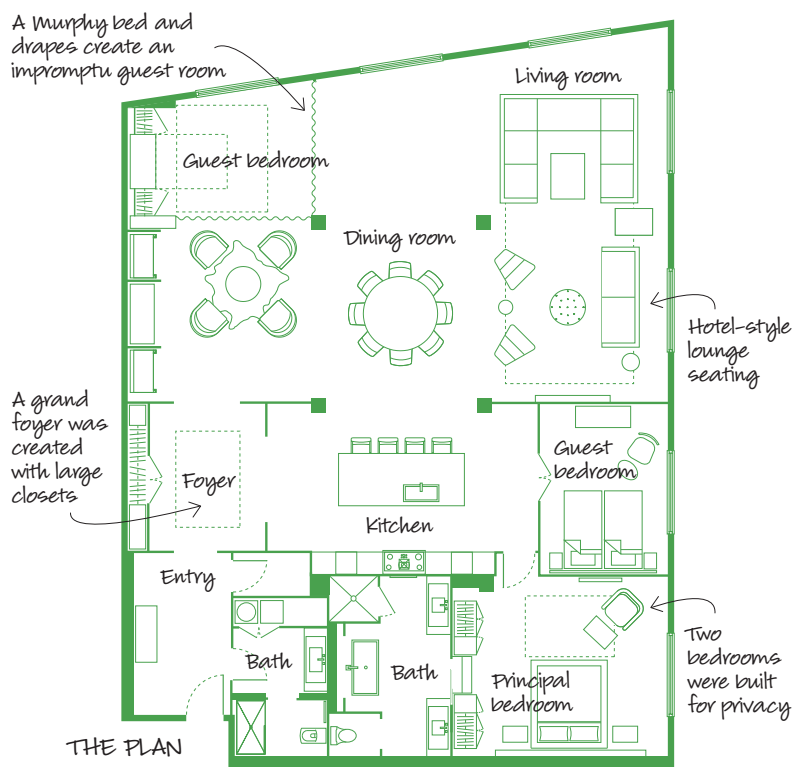 A Murphy bed and
drapes create an
impromptu guest room
Living room
Guest bedroom
Dining room
Hotel-style
lounge
seating
A grand
foyer was
created
with large
closets
Foyer
Guest
bedroom
Kitchen
Entry
Two
bedrooms
were built
for privacy
Bath
Bath
Principal
bedroom
THE PLAN